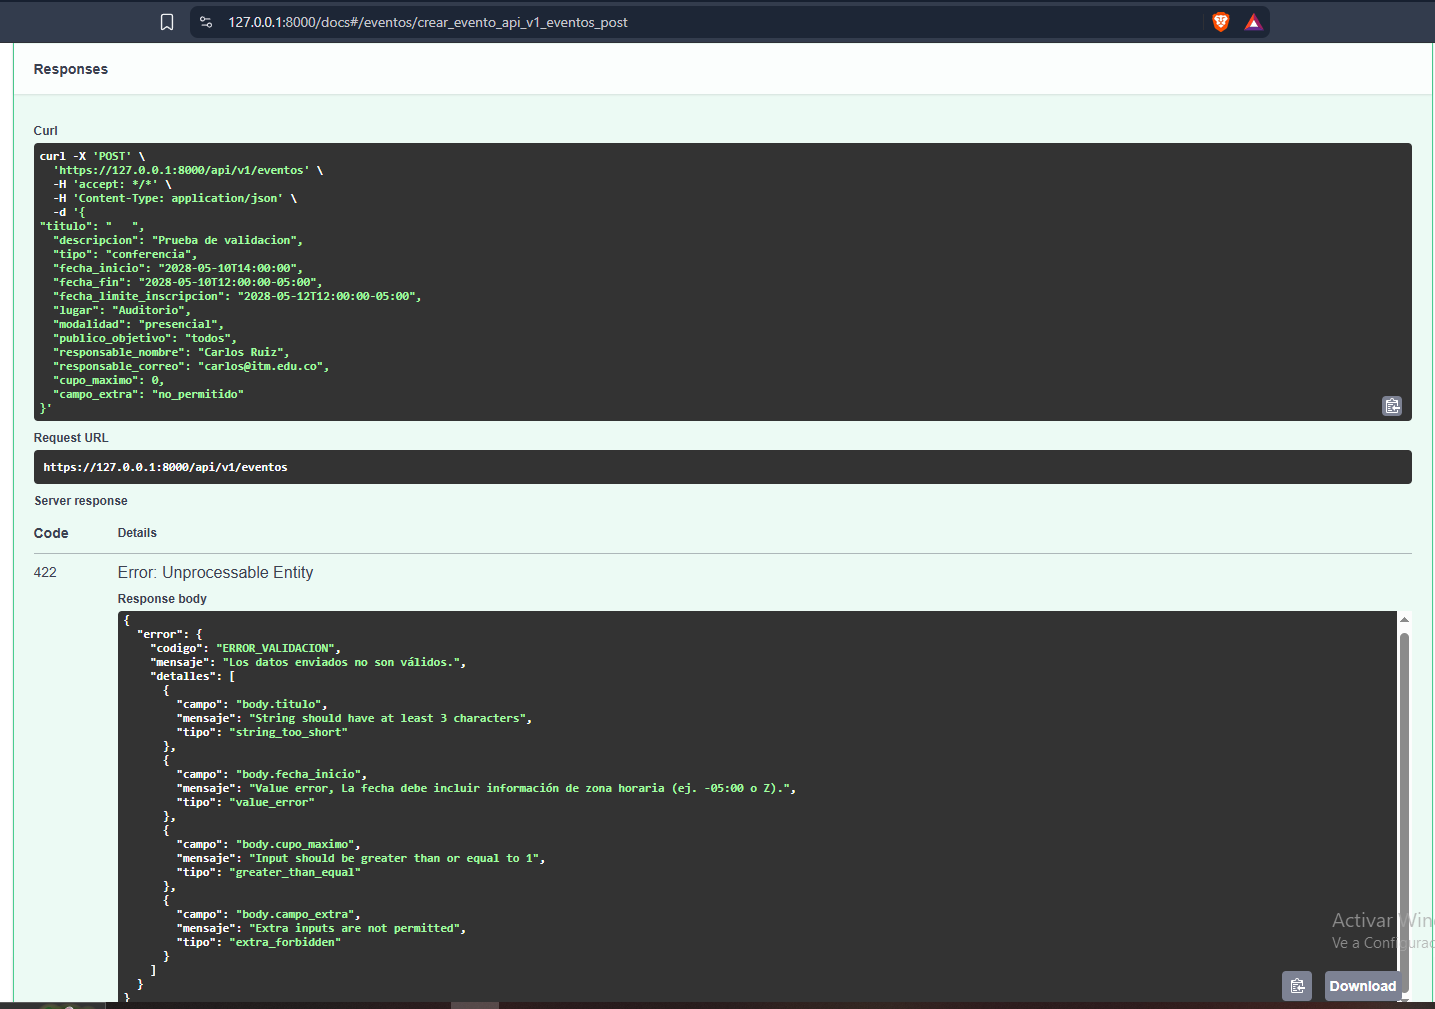 127.0.0.1:8000/docs#/eventos/crear_evento_api_v1_eventos_post
Responses
Curl
curl -X 'POST' \
  'https://127.0.0.1:8000/api/v1/eventos' \
  -H 'accept: */*' \
  -H 'Content-Type: application/json' \
  -d '{
"titulo": "   ",
  "descripcion": "Prueba de validacion",
  "tipo": "conferencia",
  "fecha_inicio": "2028-05-10T14:00:00",
  "fecha_fin": "2028-05-10T12:00:00-05:00",
  "fecha_limite_inscripcion": "2028-05-12T12:00:00-05:00",
  "lugar": "Auditorio",
  "modalidad": "presencial",
  "publico_objetivo": "todos",
  "responsable_nombre": "Carlos Ruiz",
  "responsable_correo": "carlos@itm.edu.co",
  "cupo_maximo": 0,
  "campo_extra": "no_permitido"
}'
Request URL
https://127.0.0.1:8000/api/v1/eventos
Server response
Code Details
422 Error: Unprocessable Entity
Response body
{
  "error": {
    "codigo": "ERROR_VALIDACION",
    "mensaje": "Los datos enviados no son válidos.",
    "detalles": [
      {
        "campo": "body.titulo",
        "mensaje": "String should have at least 3 characters",
        "tipo": "string_too_short"
      },
      {
        "campo": "body.fecha_inicio",
        "mensaje": "Value error, La fecha debe incluir información de zona horaria (ej. -05:00 o Z).",
        "tipo": "value_error"
      },
      {
        "campo": "body.cupo_maximo",
        "mensaje": "Input should be greater than or equal to 1",
        "tipo": "greater_than_equal"
      },
      {
        "campo": "body.campo_extra",
        "mensaje": "Extra inputs are not permitted",
        "tipo": "extra_forbidden"
      }
    ]
  }
}
Activar Win
Ve a Configurac
Download